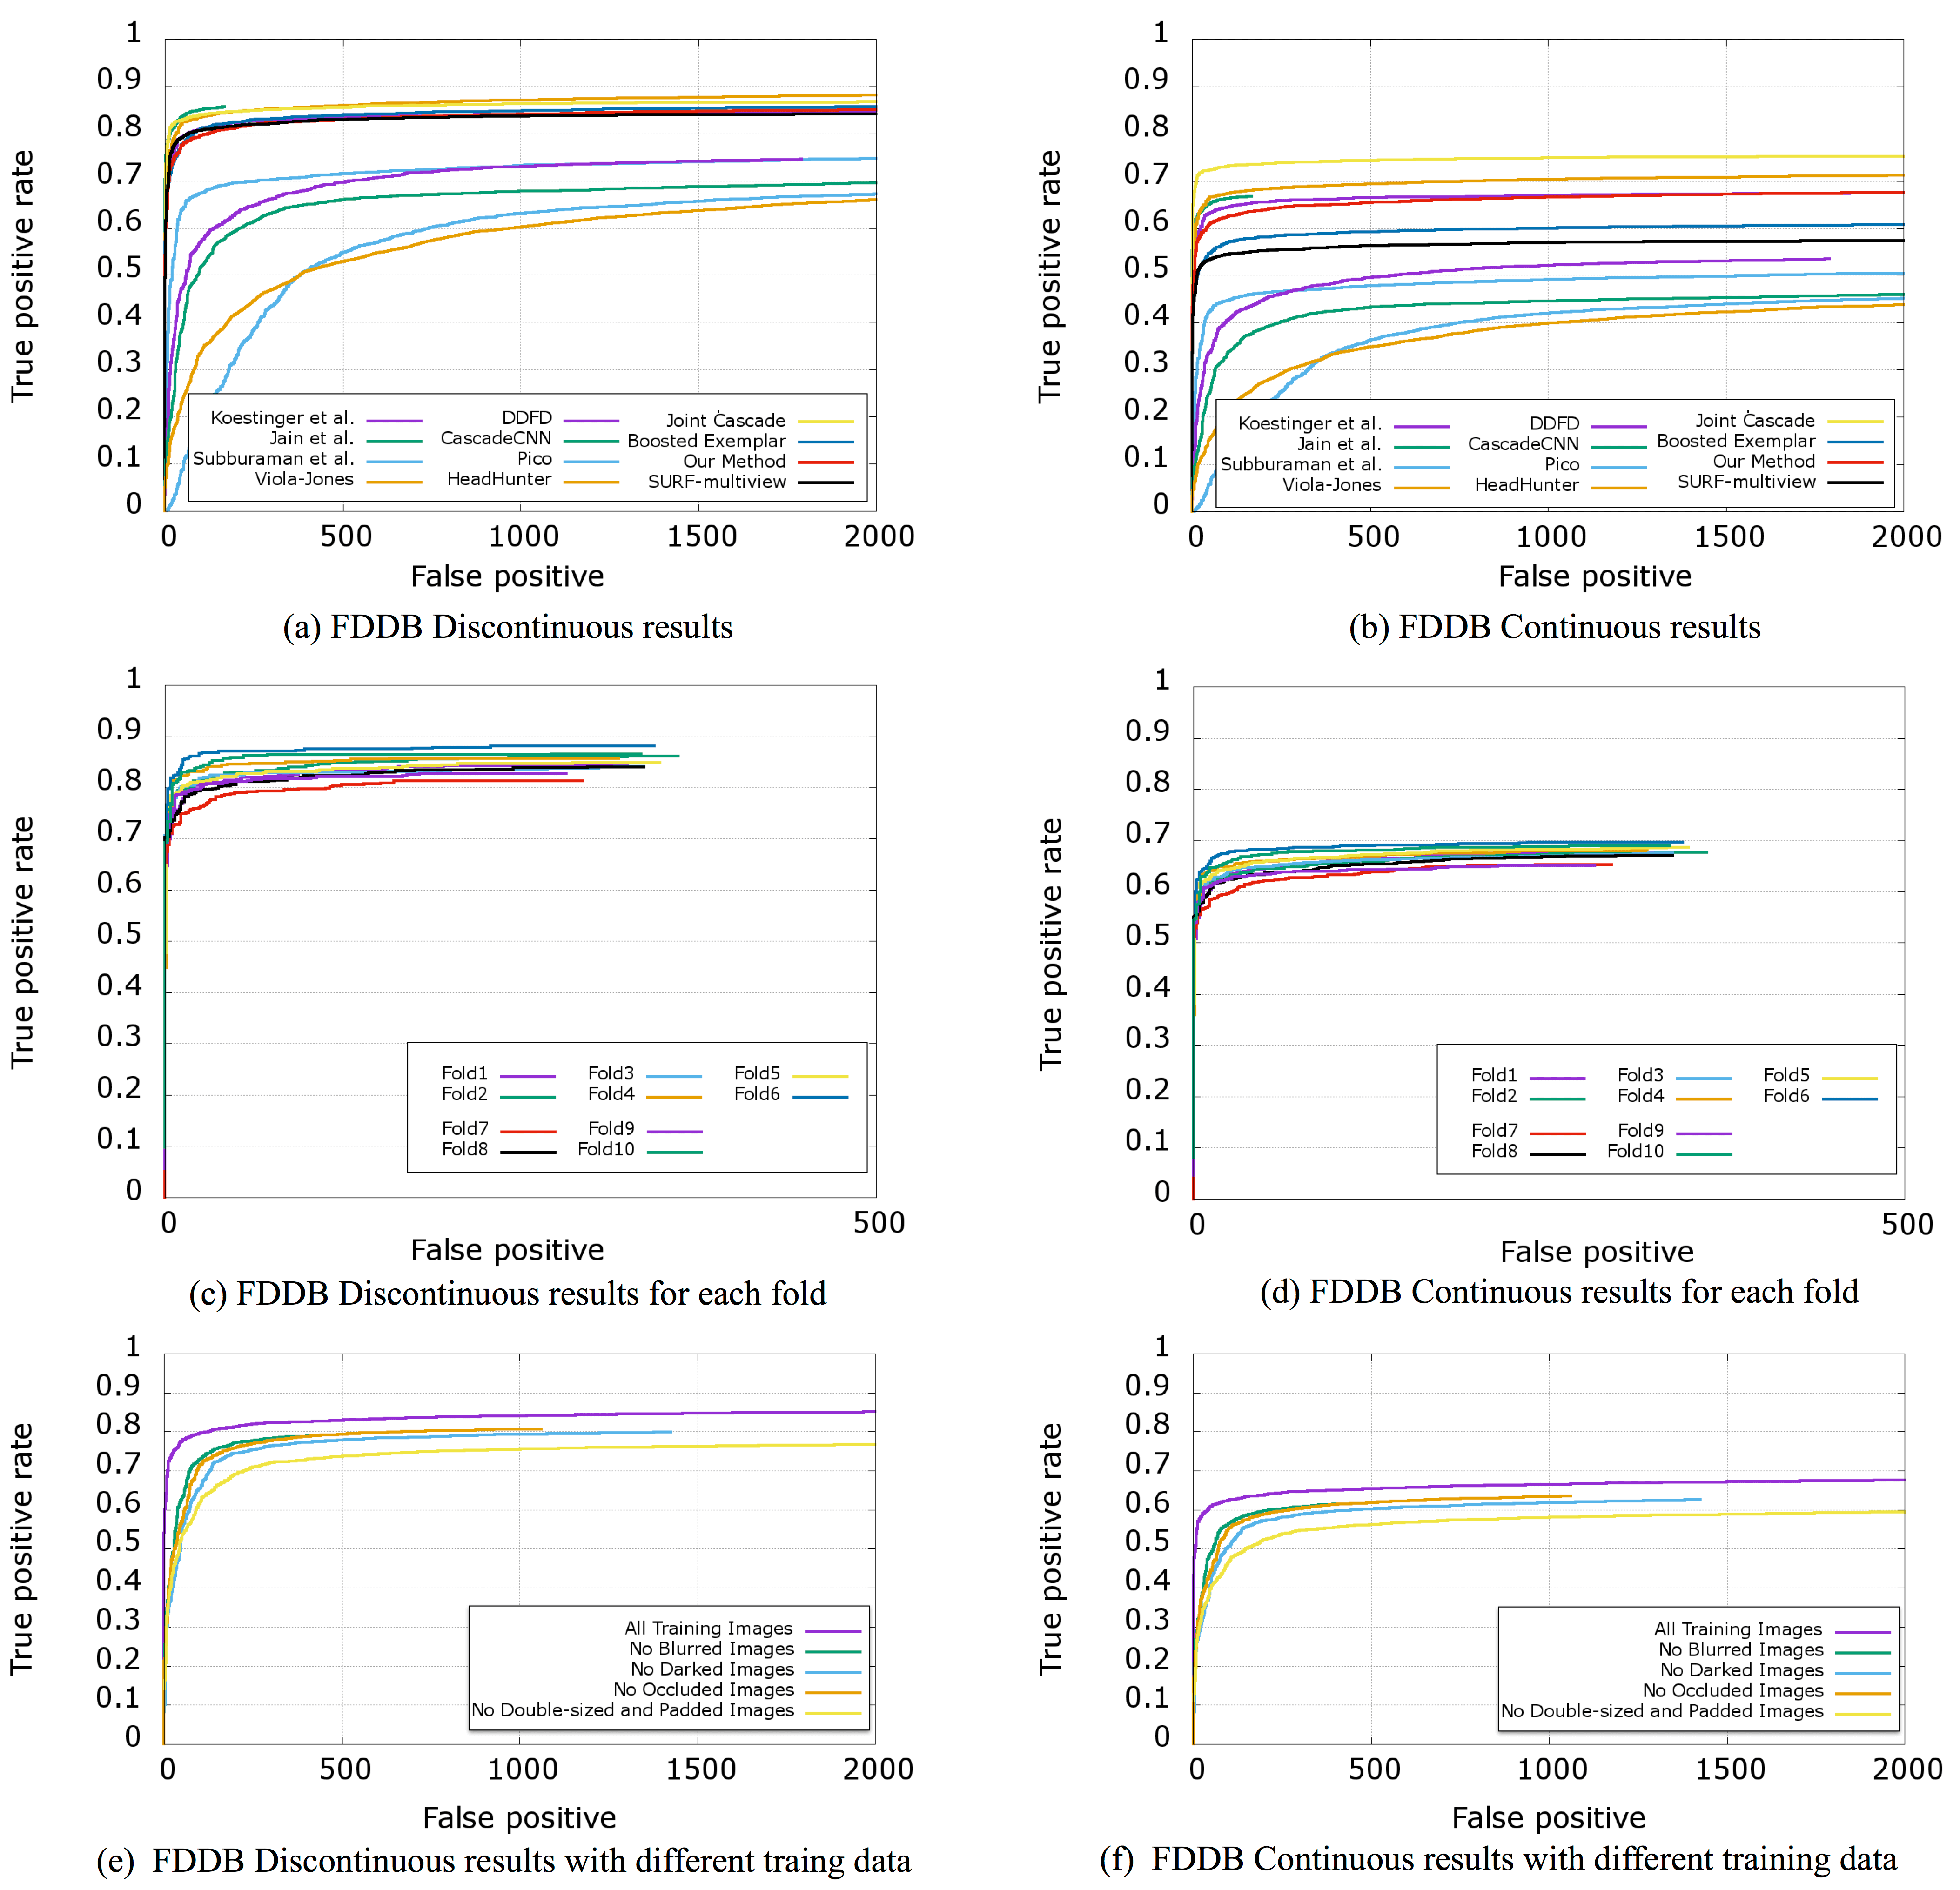 1
0.9
0.8
0.7
0.6
0.5
0.4
0.3
0.2
0.1
0
True positive rate
Koestinger et al.
Jain et al.
Subburaman et al.
Viola-Jones
DDFD
CascadeCNN
Pico
HeadHunter
Joint Cascade
Boosted Exemplar
Our Method
SURF-multiview
0 500 1000 1500 2000
False positive
(a) FDDB Discontinuous results
1
0.9
0.8
0.7
0.6
0.5
0.4
0.3
0.2
0.1
0
True positive rate
Koestinger et al.
Jain et al.
Subburaman et al.
Viola-Jones
DDFD
CascadeCNN
Pico
HeadHunter
Joint Cascade
Boosted Exemplar
Our Method
SURF-multiview
0 500 1000 1500 2000
False positive
(b) FDDB Continuous results
1
0.9
0.8
0.7
0.6
0.5
0.4
0.3
0.2
0.1
0
True positive rate
Fold1 Fold3 Fold5
Fold2 Fold4 Fold6
Fold7 Fold9
Fold8 Fold10
0 500
False positive
(c) FDDB Discontinuous results for each fold
1
0.9
0.8
0.7
0.6
0.5
0.4
0.3
0.2
0.1
0
True positive rate
Fold1 Fold3 Fold5
Fold2 Fold4 Fold6
Fold7 Fold9
Fold8 Fold10
0 500
False positive
(d) FDDB Continuous results for each fold
1
0.9
0.8
0.7
0.6
0.5
0.4
0.3
0.2
0.1
0
True positive rate
All Training Images
No Blurred Images
No Darked Images
No Occluded Images
No Double-sized and Padded Images
0 500 1000 1500 2000
False positive
(e) FDDB Discontinuous results with different traing data
1
0.9
0.8
0.7
0.6
0.5
0.4
0.3
0.2
0.1
0
True positive rate
All Training Images
No Blurred Images
No Darked Images
No Occluded Images
No Double-sized and Padded Images
0 500 1000 1500 2000
False positive
(f) FDDB Continuous results with different training data